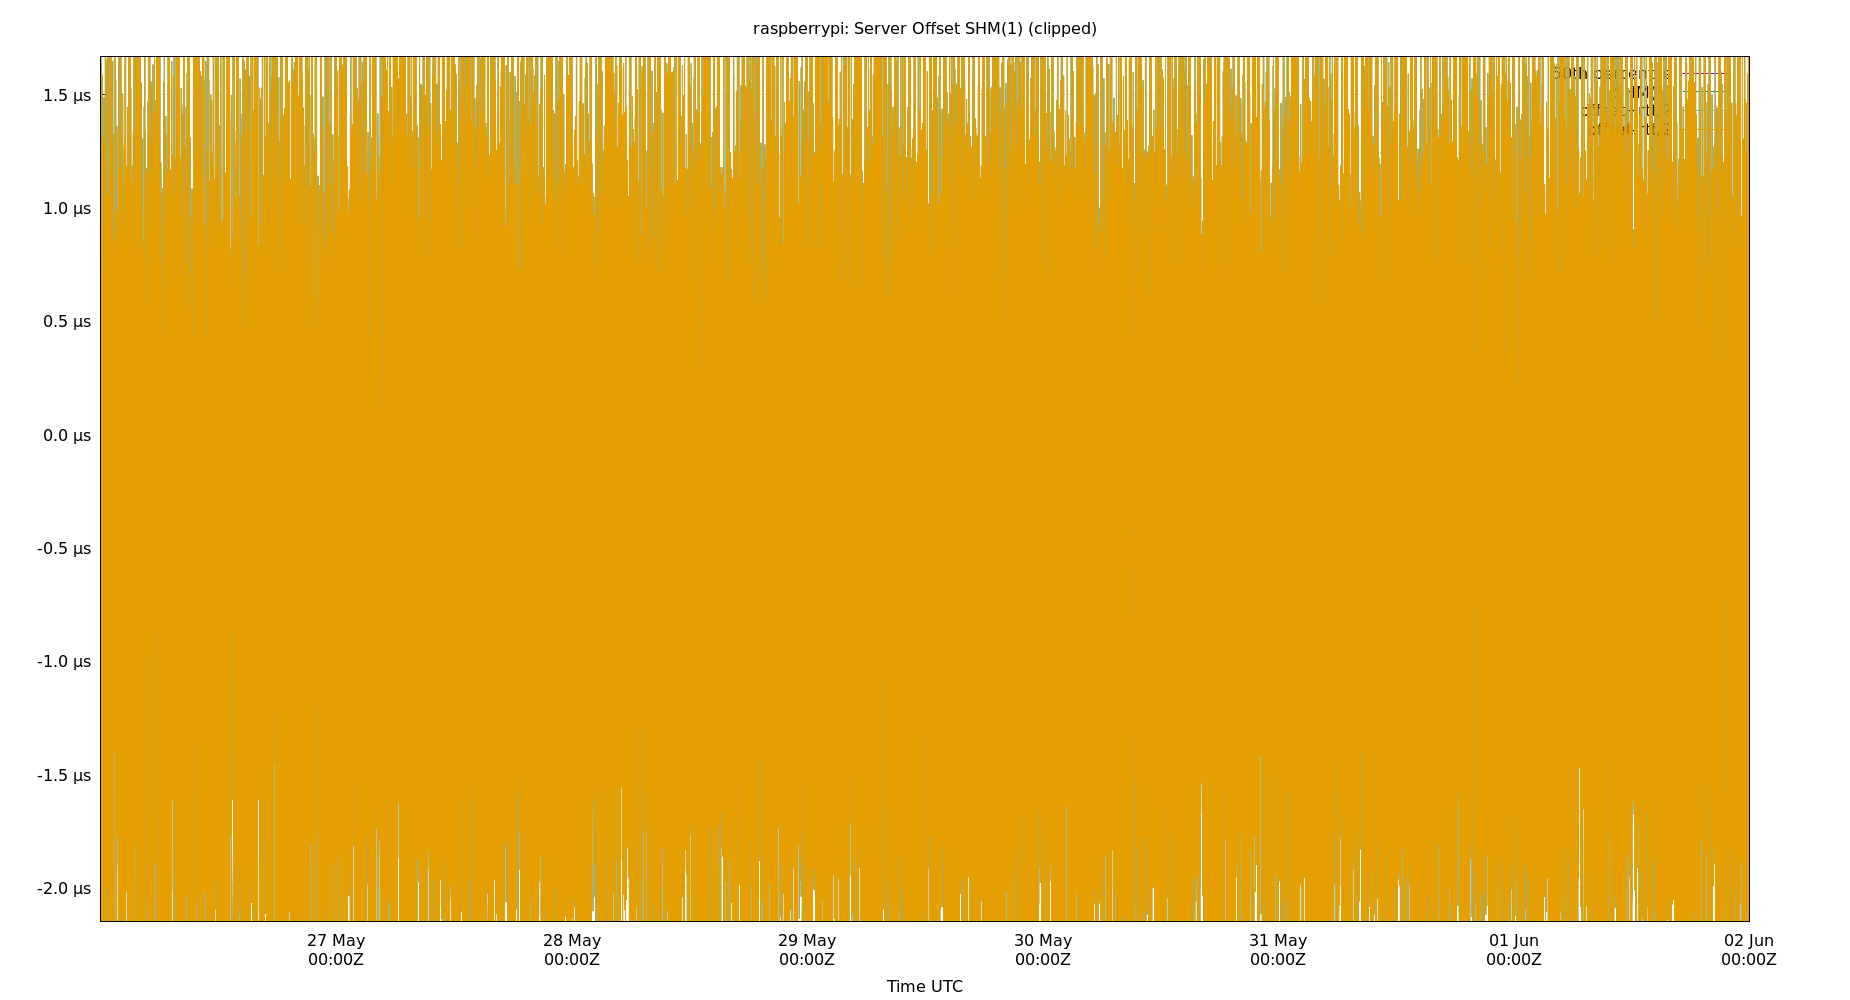 raspberrypi: Server Offset SHM(1) (clipped)
1.5 µs
1.0 µs
0.5 µs
0.0 µs
-0.5 µs
-1.0 µs
-1.5 µs
-2.0 µs
27 May 28 May 29 May 30 May 31 May 01 Jun 02 Jun
00:00Z 00:00Z 00:00Z 00:00Z 00:00Z 00:00Z 00:00Z
Time UTC